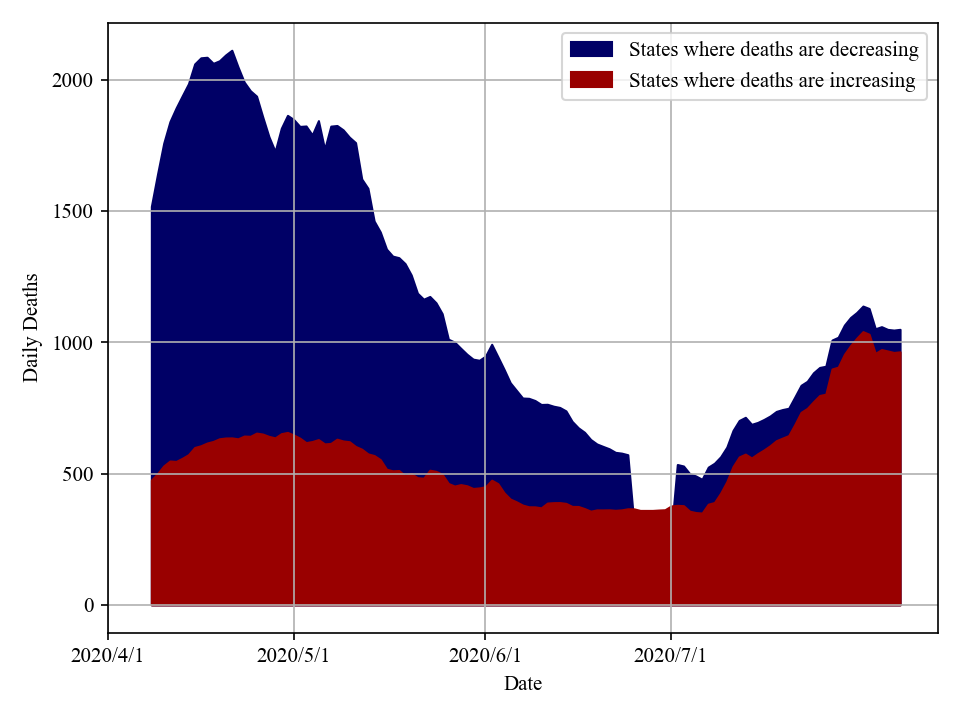 States where deaths are decreasing
States where deaths are increasing
2000
1500
1000
500
0
Daily Deaths
2020/4/1 2020/5/1 2020/6/1 2020/7/1
Date